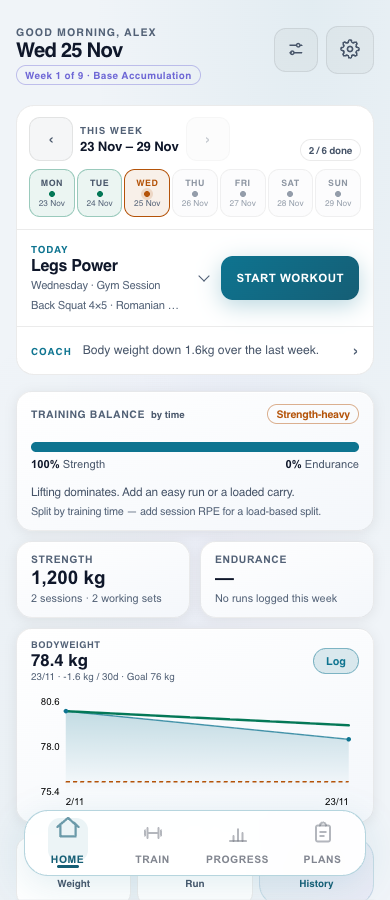 GOOD MORNING, ALEX
Wed 25 Nov
Week 1 of 9 · Base Accumulation
THIS WEEK
‹ 23 Nov – 29 Nov ›
2 / 6 done
MON TUE WED THU FRI SAT SUN
23 Nov 24 Nov 25 Nov 26 Nov 27 Nov 28 Nov 29 Nov
TODAY
Legs Power
Wednesday · Gym Session
Back Squat 4×5 · Romanian …
START WORKOUT
COACH Body weight down 1.6kg over the last week. ›
TRAINING BALANCE by time
Strength-heavy
100% Strength 0% Endurance
Lifting dominates. Add an easy run or a loaded carry.
Split by training time — add session RPE for a load-based split.
STRENGTH
1,200 kg
2 sessions · 2 working sets
ENDURANCE
—
No runs logged this week
BODYWEIGHT
78.4 kg
23/11 · -1.6 kg / 30d · Goal 76 kg
Log
80.6
78.0
75.4
2/11 23/11
HOME TRAIN PROGRESS PLANS
Weight Run History